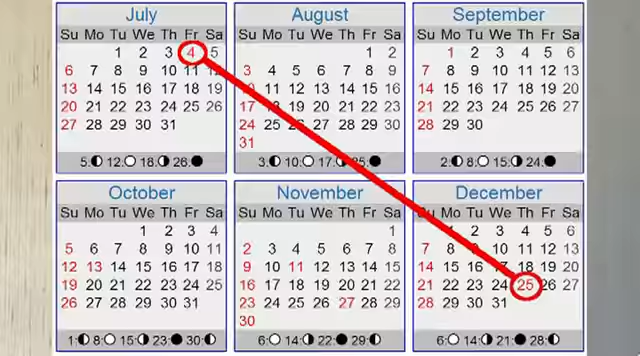 July
Su Mo Tu We Th Fr Sa
1 2 3 4 5
6 7 8 9 10 11 12
13 14 15 16 17 18 19
20 21 22 23 24 25 26
27 28 29 30 31
5: 12: 18: 26:
August
Su Mo Tu We Th Fr Sa
1 2
3 4 5 6 7 8 9
10 11 12 13 14 15 16
17 18 19 20 21 22 23
24 25 26 27 28 29 30
31
3: 10: 17: 25:
September
Su Mo Tu We Th Fr Sa
1 2 3 4 5 6
7 8 9 10 11 12 13
14 15 16 17 18 19 20
21 22 23 24 25 26 27
28 29 30
2: 8: 15: 24:
October
Su Mo Tu We Th Fr Sa
1 2 3 4
5 6 7 8 9 10 11
12 13 14 15 16 17 18
19 20 21 22 23 24 25
26 27 28 29 30 31
1: 8: 15: 23: 30:
November
Su Mo Tu We Th Fr Sa
1
2 3 4 5 6 7 8
9 10 11 12 13 14 15
16 17 18 19 20 21 22
23 24 25 26 27 28 29
30
6: 14: 22: 29:
December
Su Mo Tu We Th Fr Sa
1 2 3 4 5 6
7 8 9 10 11 12 13
14 15 16 17 18 19 20
21 22 23 24 25 26 27
28 29 30 31
6: 14: 21: 28: